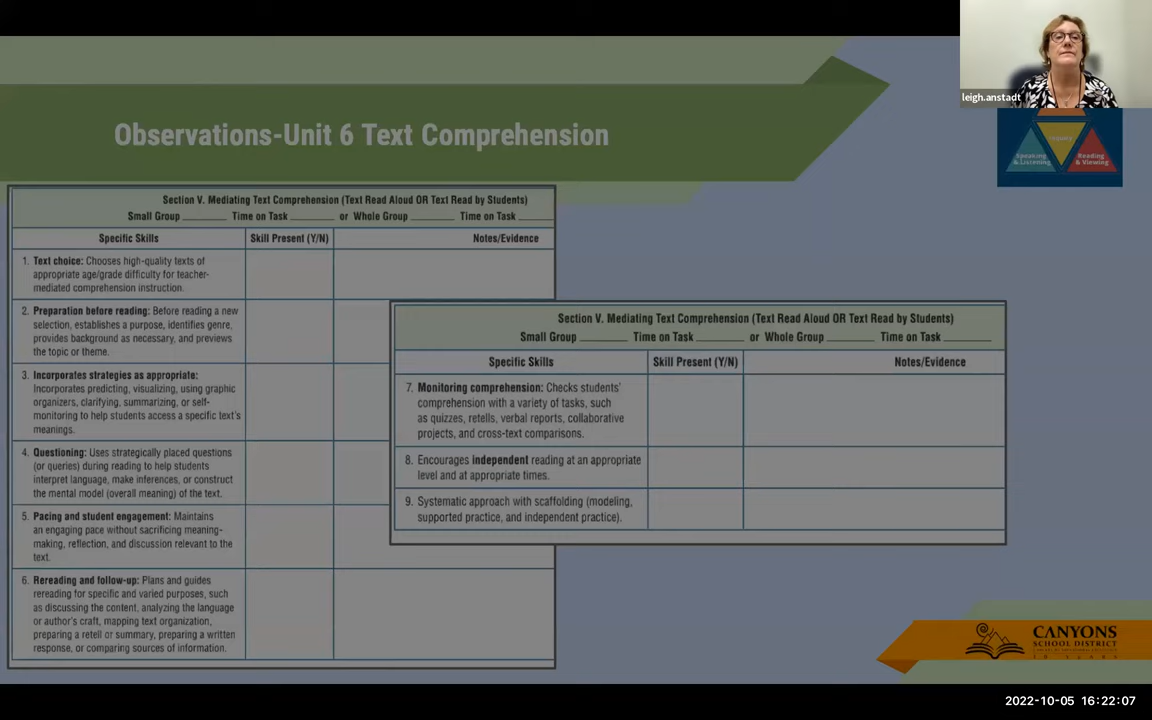 leigh.anstadt
Observations-Unit 6 Text Comprehension
Speaking
& Listening
Reading
& Viewing
Section V. Mediating Text Comprehension (Text Read Aloud OR Text Read by Students)
Small Group ________ Time on Task ________ or Whole Group ________ Time on Task ________
Specific Skills Skill Present (Y/N) Notes/Evidence
1. Text choice: Chooses high-quality texts of
appropriate age/grade difficulty for teacher-
mediated comprehension instruction.
2. Preparation before reading: Before reading a new
selection, establishes a purpose, identifies genre,
provides background as necessary, and previews
the topic or theme.
3. Incorporates strategies as appropriate:
Incorporates predicting, visualizing, using graphic
organizers, clarifying, summarizing, or self-
monitoring to help students access a specific text's
meanings.
4. Questioning: Uses strategically placed questions
(or queries) during reading to help students
interpret language, make inferences, or construct
the mental model (overall meaning) of the text.
5. Pacing and student engagement: Maintains
an engaging pace without sacrificing meaning-
making, reflection, and discussion relevant to the
text.
6. Rereading and follow-up: Plans and guides
rereading for specific and varied purposes, such
as discussing the content, analyzing the language
or author's craft, mapping text organization,
preparing a retell or summary, preparing a written
response, or comparing sources of information.
Section V. Mediating Text Comprehension (Text Read Aloud OR Text Read by Students)
Small Group ________ Time on Task ________ or Whole Group ________ Time on Task ________
Specific Skills Skill Present (Y/N) Notes/Evidence
7. Monitoring comprehension: Checks students'
comprehension with a variety of tasks, such
as quizzes, retells, verbal reports, collaborative
projects, and cross-text comparisons.
8. Encourages independent reading at an appropriate
level and at appropriate times.
9. Systematic approach with scaffolding (modeling,
supported practice, and independent practice).
CANYONS
SCHOOL DISTRICT
2022-10-05 16:22:07